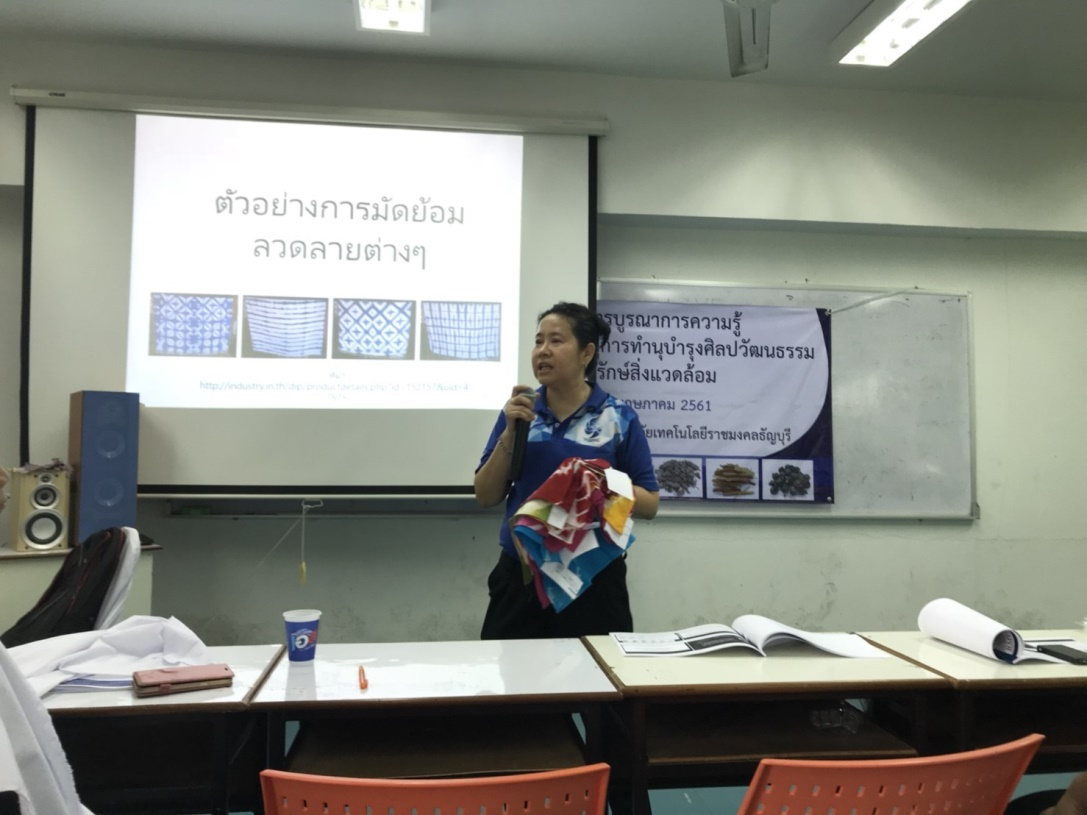 ตัวอย่างการมัดย้อม
ลวดลายต่างๆ
รบูรณาการความรู้
การทำนุบำรุงศิลปวัฒนธรรม
รักษ์สิ่งแวดล้อม
ษภาคม 2561
ัยเทคโนโลยีราชมงคลธัญบุรี